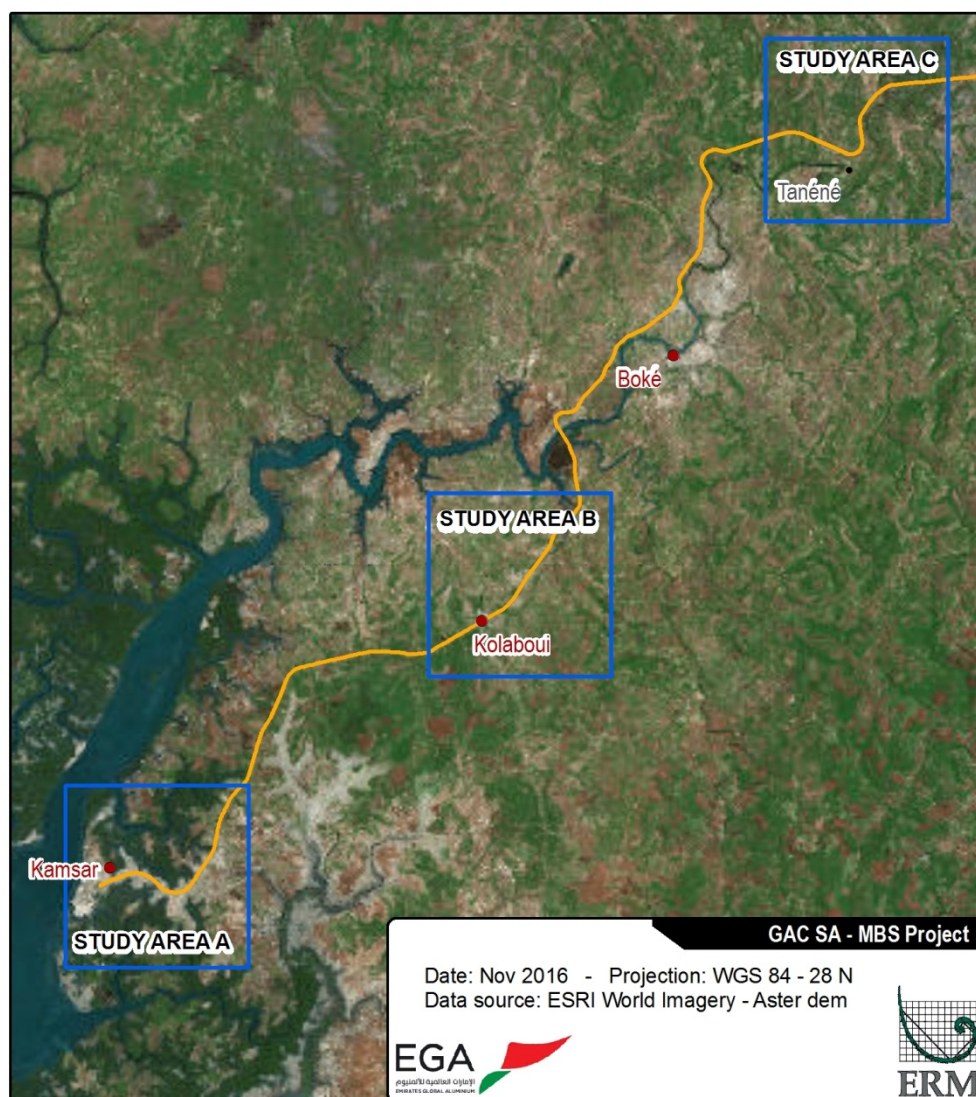 STUDY AREA C
Tanéné
Boké
STUDY AREA B
Kolaboui
Kamsar
STUDY AREA A
GAC SA - MBS Project
Date: Nov 2016 - Projection: WGS 84 - 28 N
Data source: ESRI World Imagery - Aster dem
EGA
الإمارات العالمية للألمنيوم
EMIRATES GLOBAL ALUMINIUM
ERM